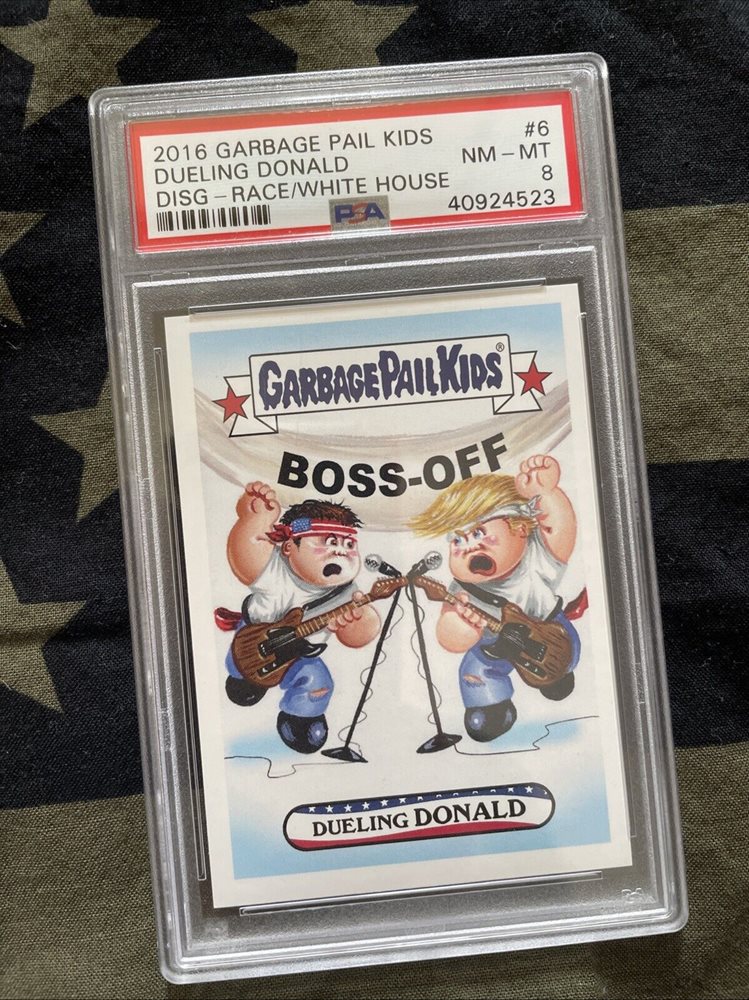 2016 GARBAGE PAIL KIDS #6
DUELING DONALD NM - MT
DISG - RACE/WHITE HOUSE 8
PSA 40924523
GARBAGE PAIL KIDS®
BOSS-OFF
DUELING DONALD